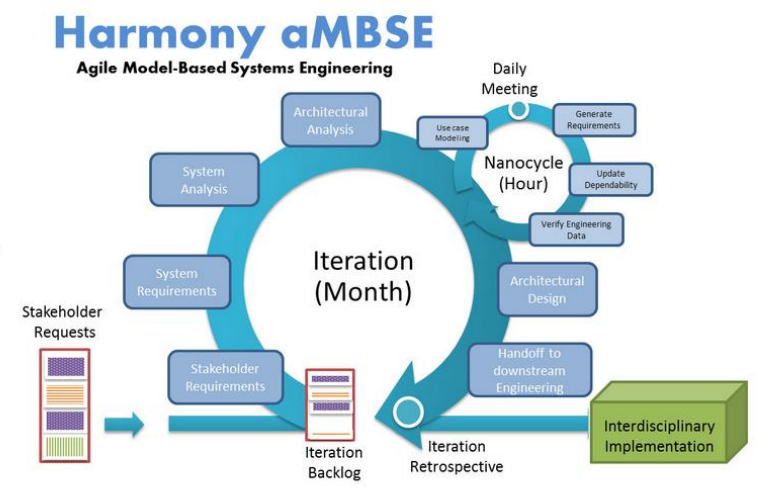 Harmony aMBSE
Agile Model-Based Systems Engineering
Daily
Meeting
Architectural
Analysis
Use case
Modeling
Generate
Requirements
Nanocycle
(Hour)
System
Analysis
Update
Dependability
Verify Engineering
Data
Iteration
(Month)
System
Requirements
Architectural
Design
Stakeholder
Requests
Stakeholder
Requirements
Handoff to
downstream
Engineering
Interdisciplinary
Implementation
Iteration
Backlog
Iteration
Retrospective